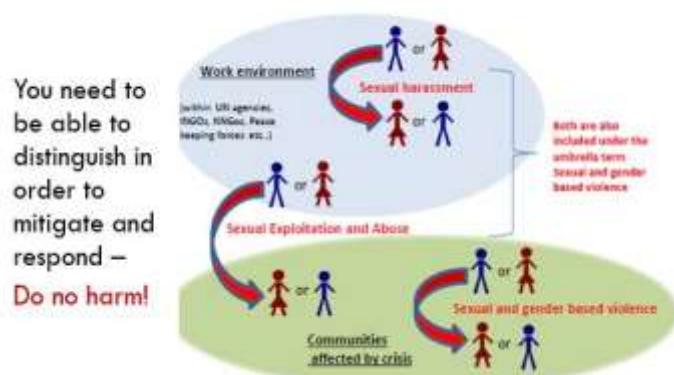 You need to
be able to
distinguish in
order to
mitigate and
respond –
Do no harm!
Work environment
(within UN agencies,
INGOs, NNGos, Peace
keeping forces etc..)
or
Sexual harassment
or
Both are also
included under the
umbrella term
Sexual and gender
based violence
or
Sexual Exploitation and Abuse
or
or
Sexual and gender based violence
or
Communities
affected by crisis